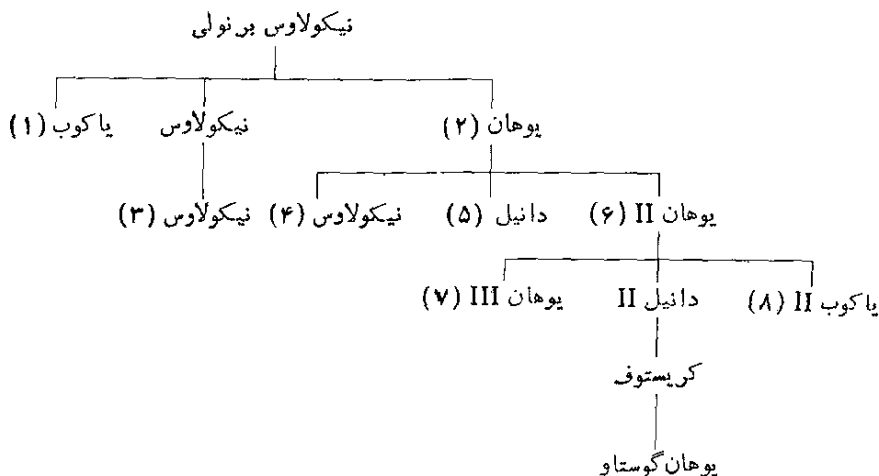 نیکولاوس برنولی
یوهان (۲) نیکولاوس یاکوب (۱)
یوهان II (۶) دانیل (۵) نیکولاوس (۴) نیکولاوس (۳)
یاکوب II (۸) دانیل II یوهان III (۷)
کریستوف
یوهان گوستاو